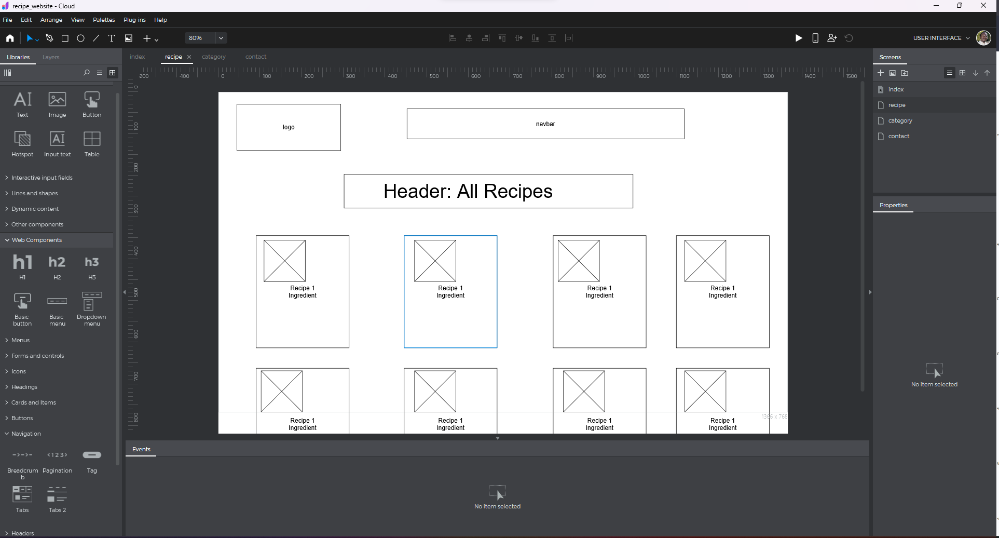 recipe_website - Cloud
File Edit Arrange View Palettes Plug-ins Help
80%
USER INTERFACE
Libraries Layers
index recipe category contact
Screens
200 -100 0 100 200 300 400 500 600 700 800 900 1000 1100 1200 1300 1400 1500
0
100
200
300
400
500
600
700
800
Text Image Button
Hotspot Input text Table
Interactive input fields
Lines and shapes
Dynamic content
Other components
Web Components
h1 h2 h3
H1 H2 H3
Basic button
Basic menu
Dropdown menu
Menus
Forms and controls
Icons
Headings
Cards and Items
Buttons
Navigation
<123>
Breadcrumb
Pagination
Tag
Tabs Tabs 2
Headers
logo
navbar
Header: All Recipes
Recipe 1
Ingredient
Recipe 1
Ingredient
Recipe 1
Ingredient
Recipe 1
Ingredient
Recipe 1
Ingredient
Recipe 1
Ingredient
Recipe 1
Ingredient
Recipe 1
Ingredient
1366 x 768
Events
No item selected
index
recipe
category
contact
Properties
No item selected